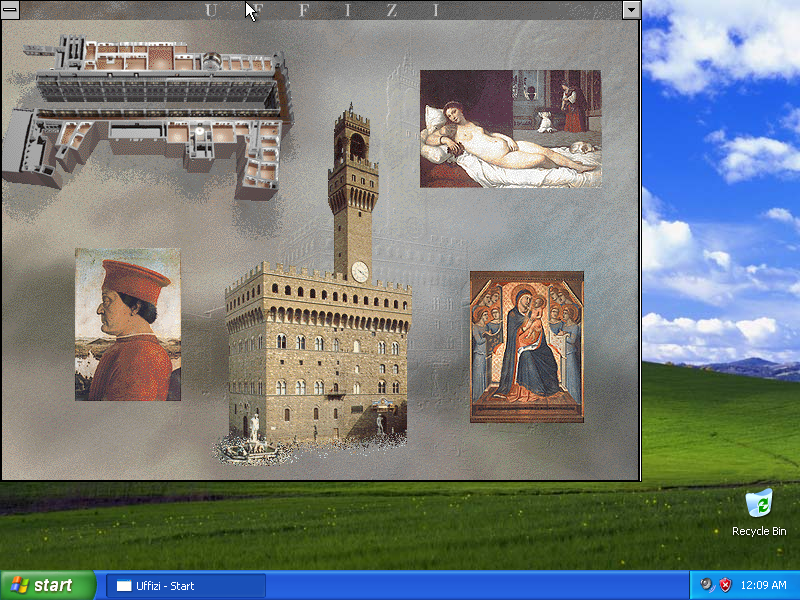 U F F I Z I
Recycle Bin
start
Uffizi - Start
12:09 AM